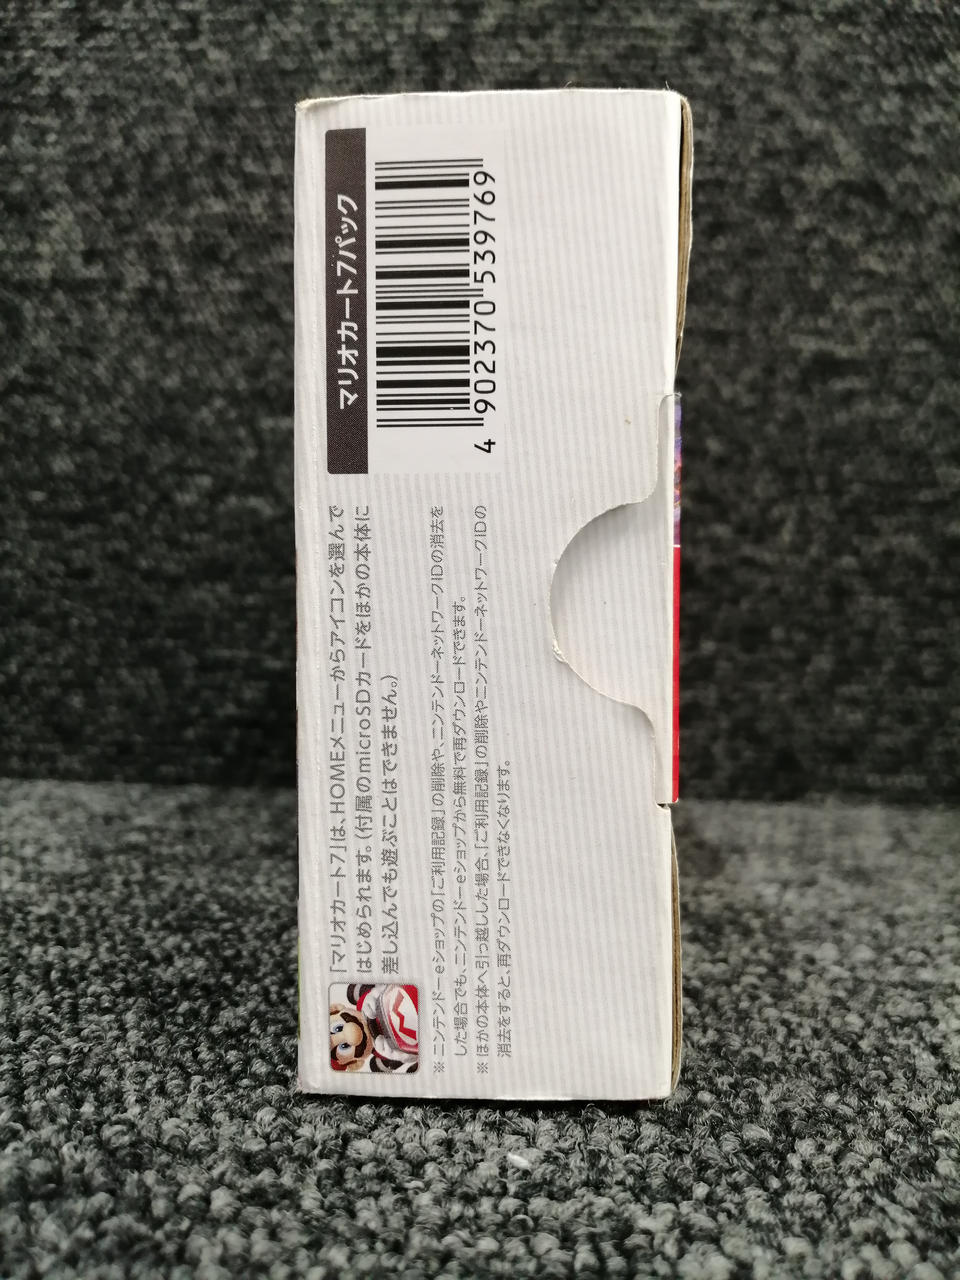 「マリオカート7」は、HOMEメニューからアイコンを選んで
はじめられます。(付属のmicroSDカードをほかの本体に
差し込んでも遊ぶことはできません。)
※ ニンテンドーeショップの「ご利用記録」の削除や、ニンテンドーネットワークIDの消去を
した場合でも、ニンテンドーeショップから無料で再ダウンロードできます。
※ ほかの本体へ引っ越しした場合、「ご利用記録」の削除やニンテンドーネットワークIDの
消去をすると、再ダウンロードできなくなります。
マリオカート7パック
4 902370 539769